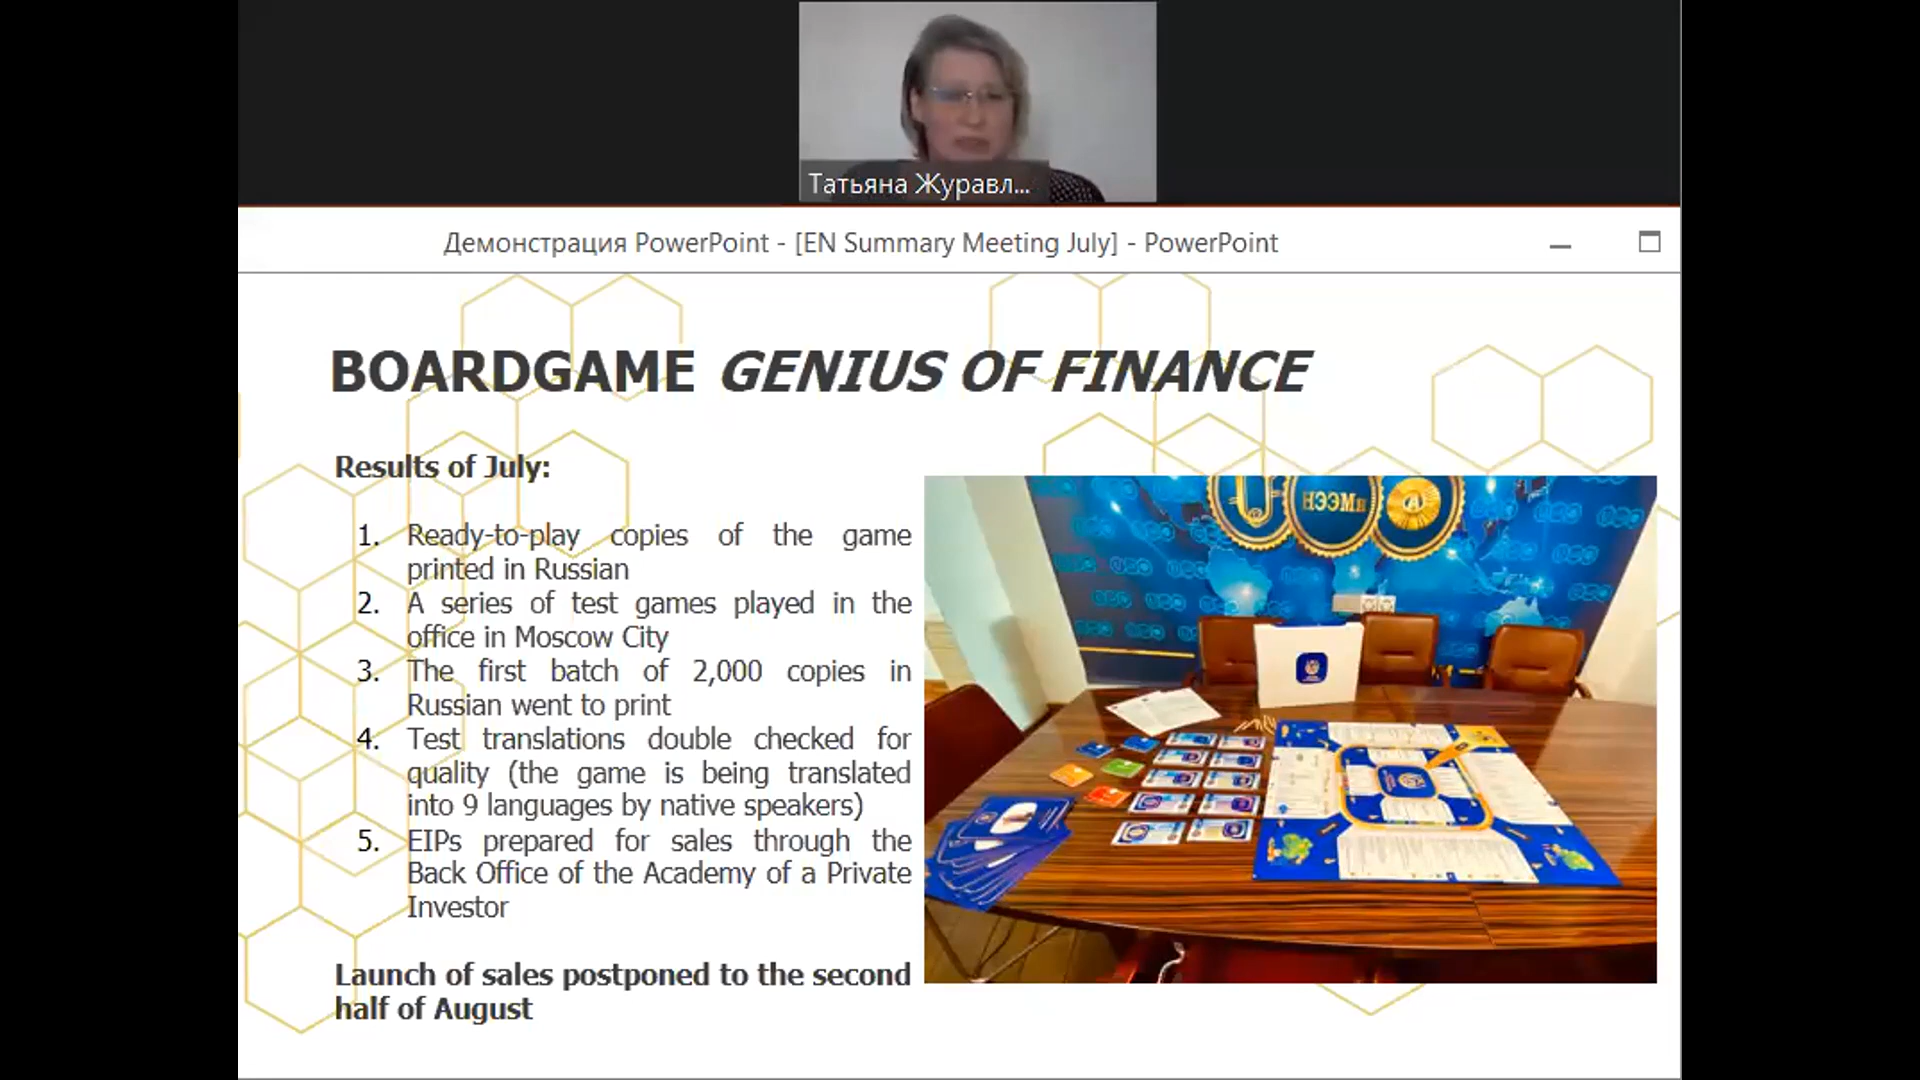 Татьяна Журавл...
Демонстрация PowerPoint - [EN Summary Meeting July] - PowerPoint
BOARDGAME GENIUS OF FINANCE
Results of July:
1. Ready-to-play copies of the game
printed in Russian
2. A series of test games played in the
office in Moscow City
3. The first batch of 2,000 copies in
Russian went to print
4. Test translations double checked for
quality (the game is being translated
into 9 languages by native speakers)
5. EIPs prepared for sales through the
Back Office of the Academy of a Private
Investor
Launch of sales postponed to the second
half of August